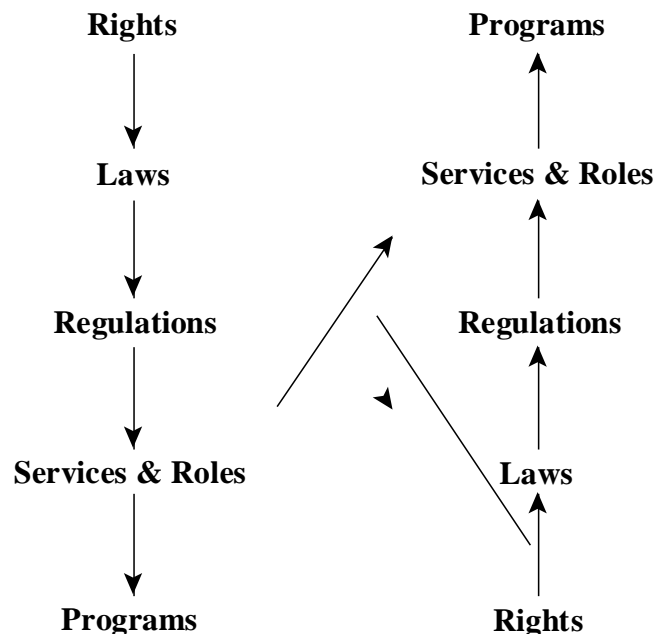 Rights
Laws
Regulations
Services & Roles
Programs
Programs
Services & Roles
Regulations
Laws
Rights